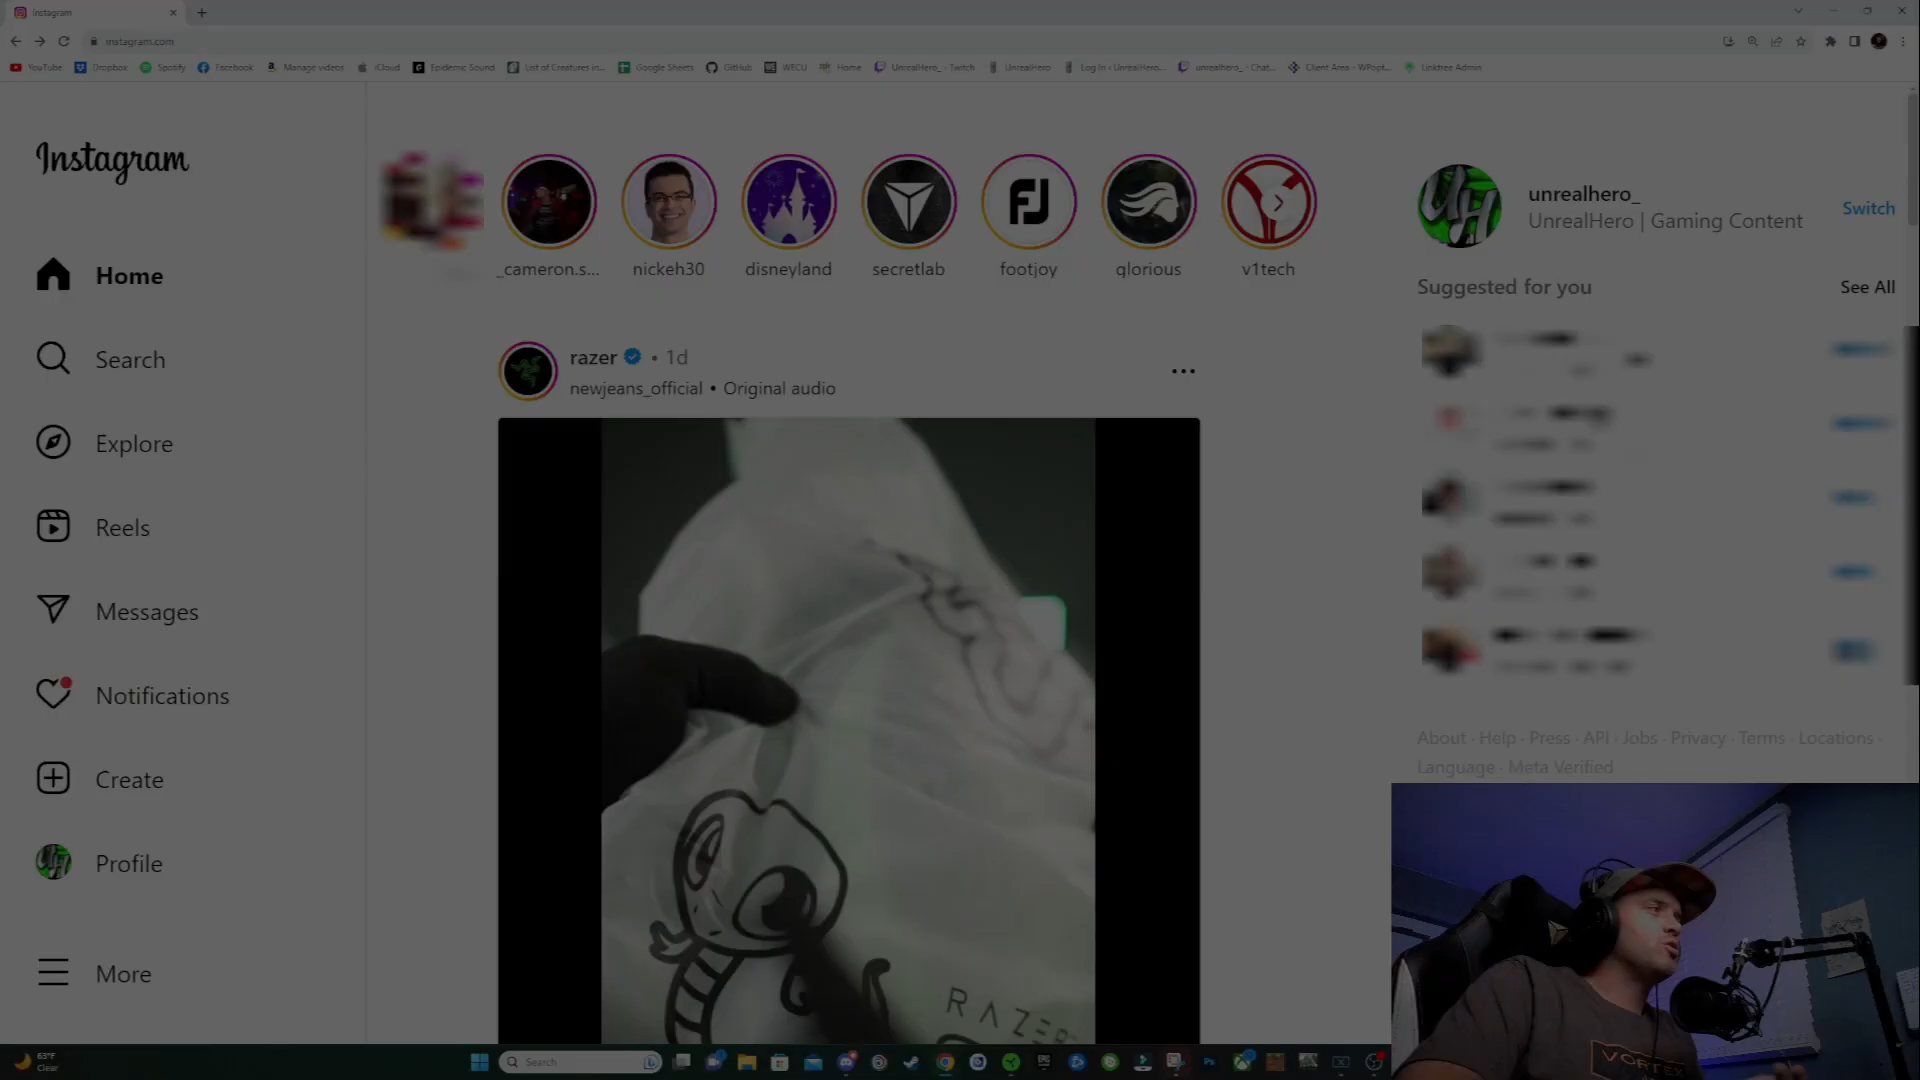 Instagram
instagram.com
YouTube Dropbox Spotify Facebook Manage videos iCloud Epidemic Sound List of Creatures in... Google Sheets GitHub WECU Home UnrealHero_ - Twitch UnrealHero Log In ‹ UnrealHero... unrealhero_ - Chat... Client Area - WPopt... Linktree Admin
Instagram
Home
Search
Explore
Reels
Messages
Notifications
Create
Profile
More
_cameron.s... nickeh30 disneyland secretlab footjoy glorious v1tech
razer • 1d
newjeans_official • Original audio
RAZER
unrealhero_
UnrealHero | Gaming Content
Switch
Suggested for you See All
About · Help · Press · API · Jobs · Privacy · Terms · Locations ·
Language · Meta Verified
VORTEX
63°F
Clear
Search